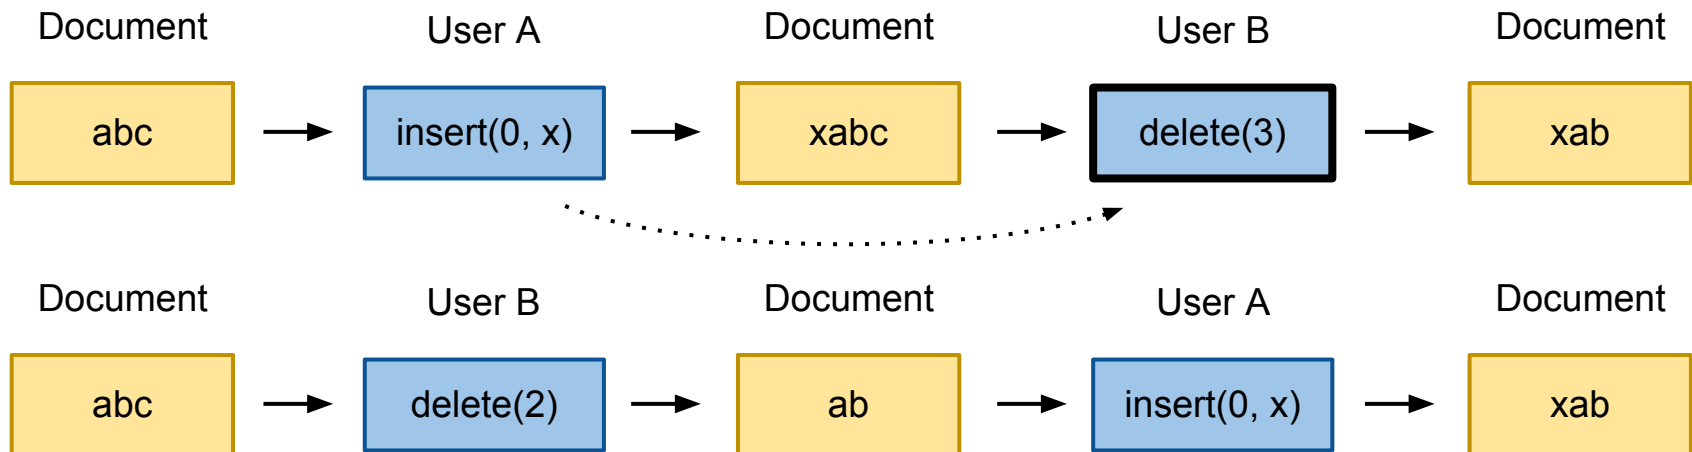 Document User A Document User B Document
abc insert(0, x) xabc delete(3) xab
Document User B Document User A Document
abc delete(2) ab insert(0, x) xab